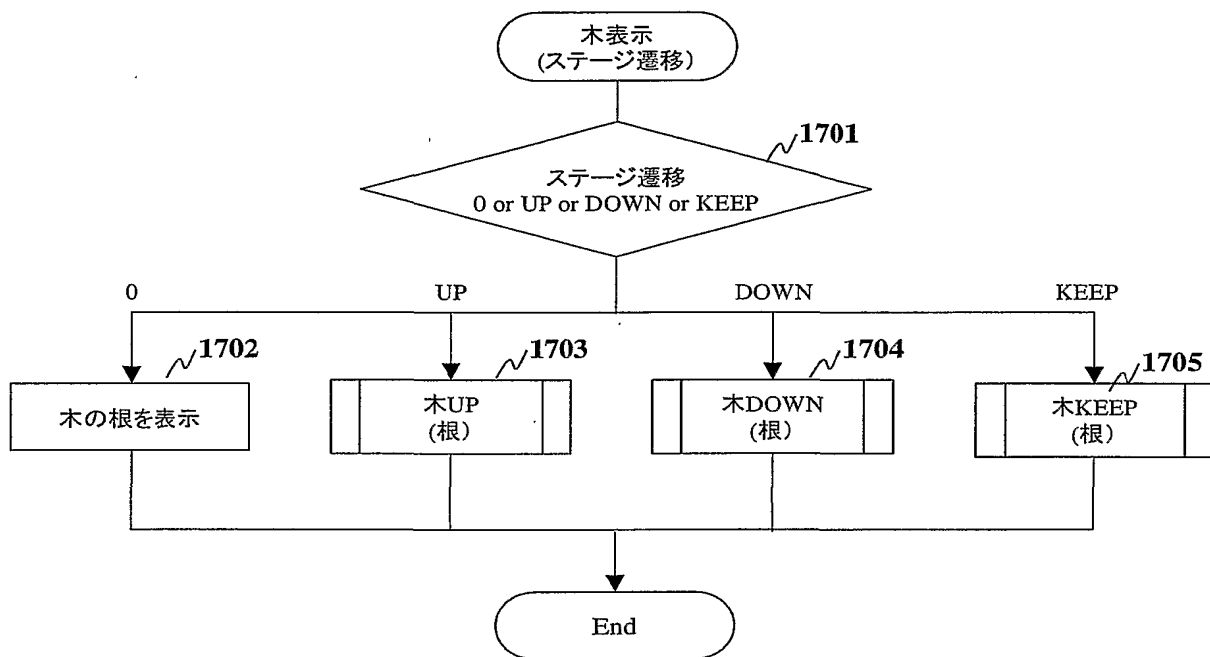 木表示
(ステージ遷移)
1701
ステージ遷移
0 or UP or DOWN or KEEP
0
UP
DOWN
KEEP
1702
1703
1704
1705
木の根を表示
木UP
(根)
木DOWN
(根)
木KEEP
(根)
End